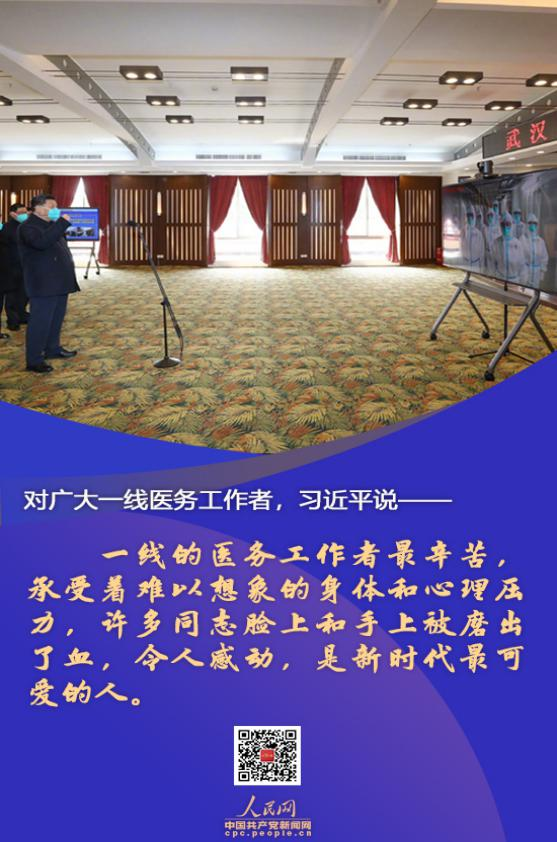 武汉
对广大一线医务工作者，习近平说——
一线的医务工作者最辛苦，
承受着难以想象的身体和心理压
力，许多同志脸上和手上被磨出
了血，令人感动，是新时代最可
爱的人。
人民网
中国共产党新闻网
cpc.people.cn